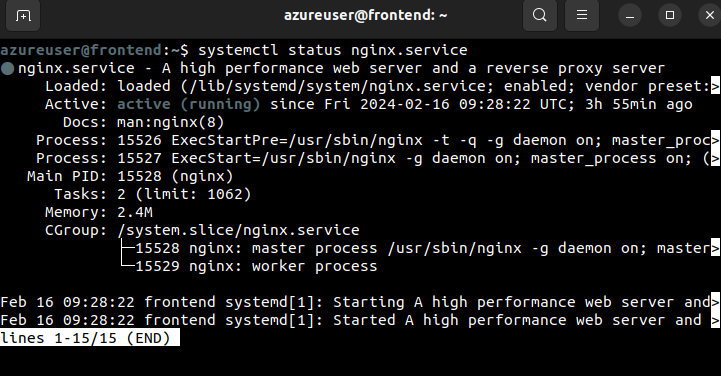 azureuser@frontend: ~
azureuser@frontend:~$ systemctl status nginx.service
● nginx.service - A high performance web server and a reverse proxy server
Loaded: loaded (/lib/systemd/system/nginx.service; enabled; vendor preset:>
Active: active (running) since Fri 2024-02-16 09:28:22 UTC; 3h 55min ago
Docs: man:nginx(8)
Process: 15526 ExecStartPre=/usr/sbin/nginx -t -q -g daemon on; master_proc>
Process: 15527 ExecStart=/usr/sbin/nginx -g daemon on; master_process on; (>
Main PID: 15528 (nginx)
Tasks: 2 (limit: 1062)
Memory: 2.4M
CGroup: /system.slice/nginx.service
├─15528 nginx: master process /usr/sbin/nginx -g daemon on; master>
└─15529 nginx: worker process
Feb 16 09:28:22 frontend systemd[1]: Starting A high performance web server and>
Feb 16 09:28:22 frontend systemd[1]: Started A high performance web server and >
lines 1-15/15 (END)